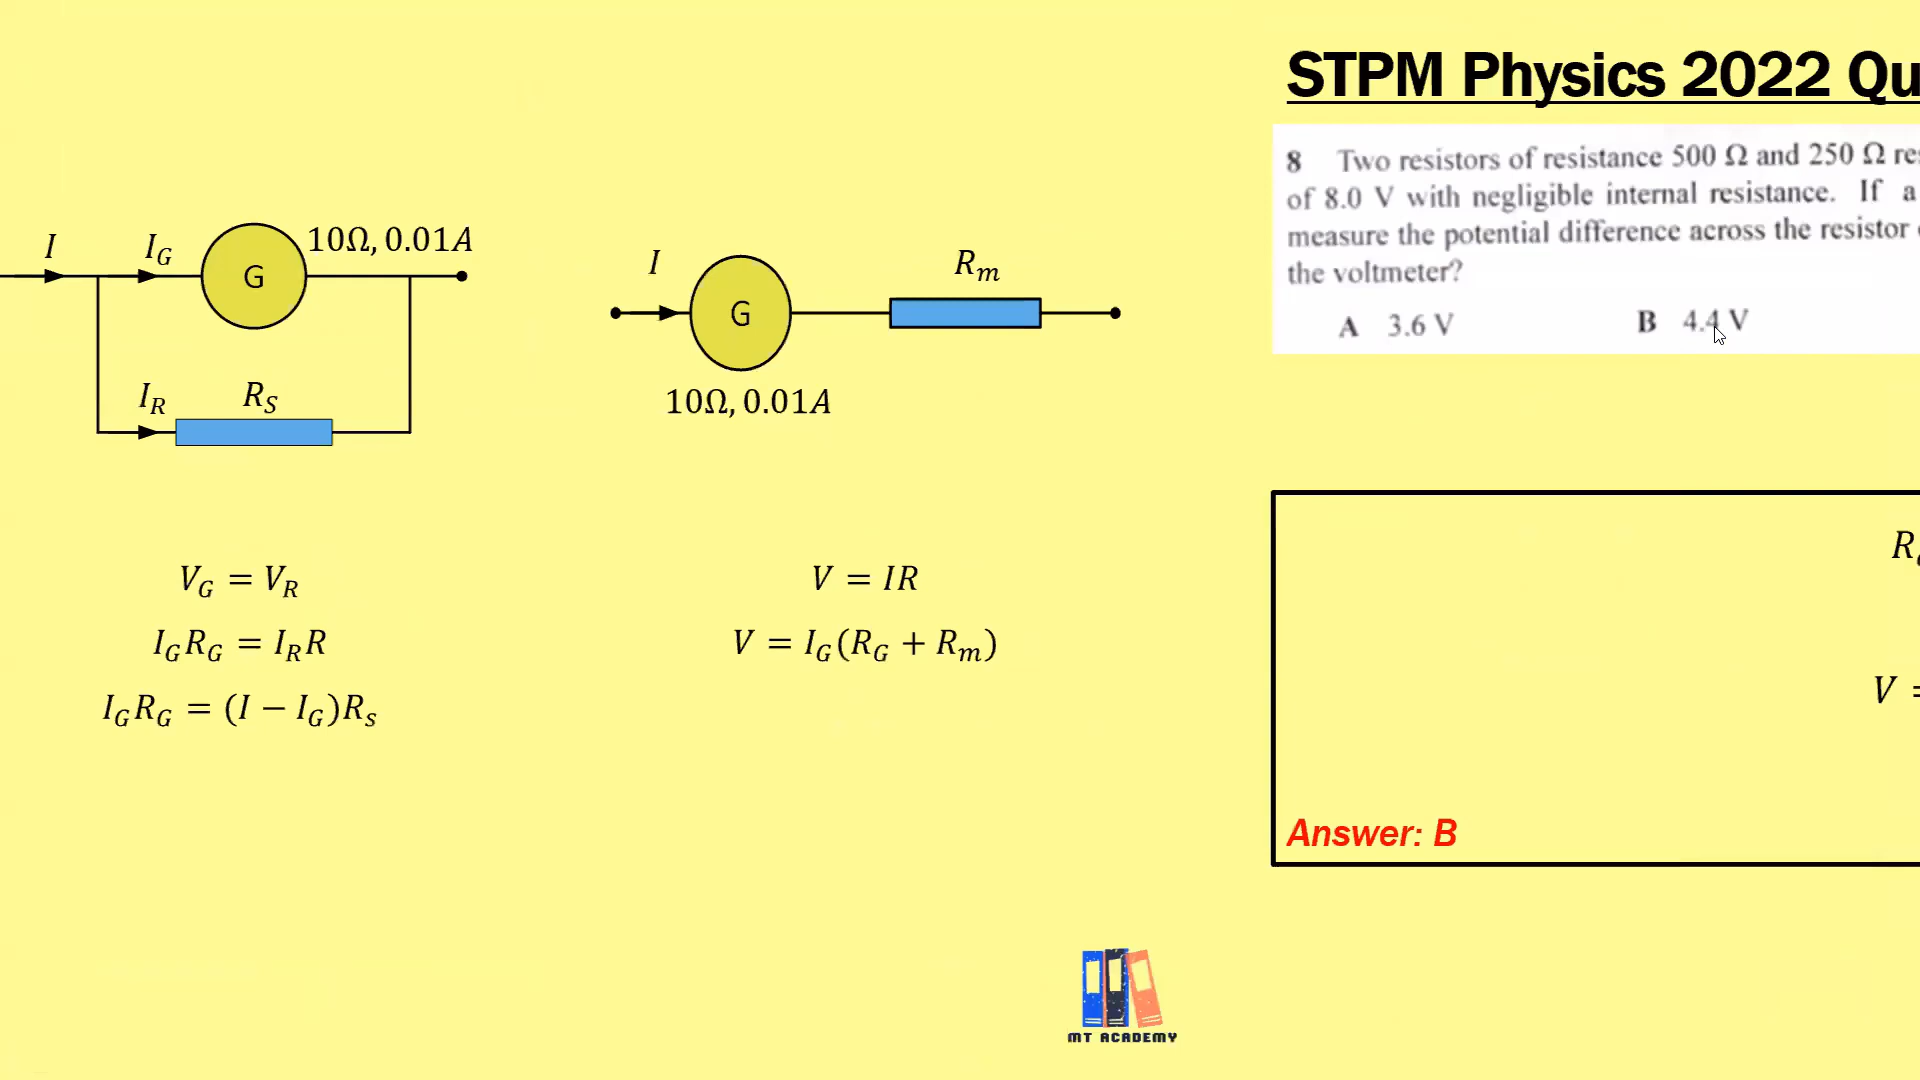 I
I_G
G
10Ω, 0.01A
I_R
R_S
V_G = V_R
I_G R_G = I_R R
I_G R_G = (I − I_G)R_s
I
G
R_m
10Ω, 0.01A
V = IR
V = I_G(R_G + R_m)
STPM Physics 2022
8 Two resistors of resistance 500 Ω and 250 Ω
of 8.0 V with negligible internal resistance. If a
measure the potential difference across the resistor
the voltmeter?
A 3.6 V B 4.4 V
V =
Answer: B
MT ACADEMY